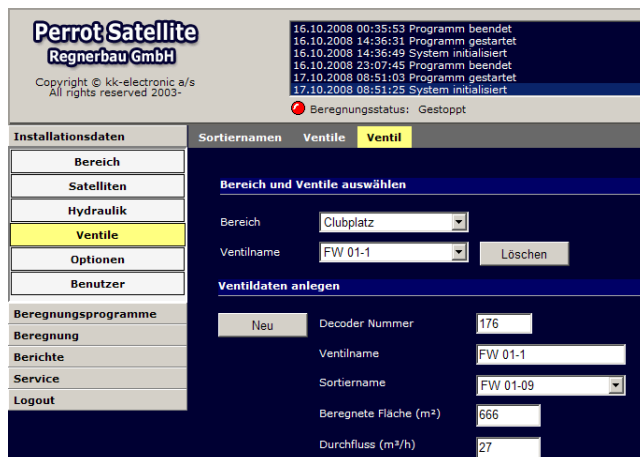 Perrot Satellite
Regnerbau GmbH
Copyright © kk-electronic a/s
All rights reserved 2003-
16.10.2008 00:35:53 Programm beendet
16.10.2008 14:36:31 Programm gestartet
16.10.2008 14:36:49 System initialisiert
16.10.2008 23:07:45 Programm beendet
17.10.2008 08:51:03 Programm gestartet
17.10.2008 08:51:25 System initialisiert
Beregnungsstatus: Gestoppt
Installationsdaten
Bereich
Satelliten
Hydraulik
Ventile
Optionen
Benutzer
Beregnungsprogramme
Beregnung
Berichte
Service
Logout
Sortiernamen Ventile Ventil
Bereich und Ventile auswählen
Bereich Clubplatz
Ventilname FW 01-1 Löschen
Ventildaten anlegen
Neu Decoder Nummer 176
Ventilname FW 01-1
Sortiername FW 01-09
Beregnete Fläche (m²) 666
Durchfluss (m³/h) 27